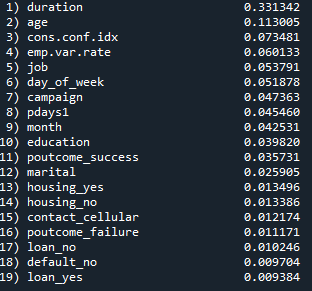 1) duration 0.331342
2) age 0.113005
3) cons.conf.idx 0.073481
4) emp.var.rate 0.060133
5) job 0.053791
6) day_of_week 0.051878
7) campaign 0.047363
8) pdays1 0.045460
9) month 0.042531
10) education 0.039820
11) poutcome_success 0.035731
12) marital 0.025905
13) housing_yes 0.013496
14) housing_no 0.013386
15) contact_cellular 0.012174
16) poutcome_failure 0.011171
17) loan_no 0.010246
18) default_no 0.009704
19) loan_yes 0.009384